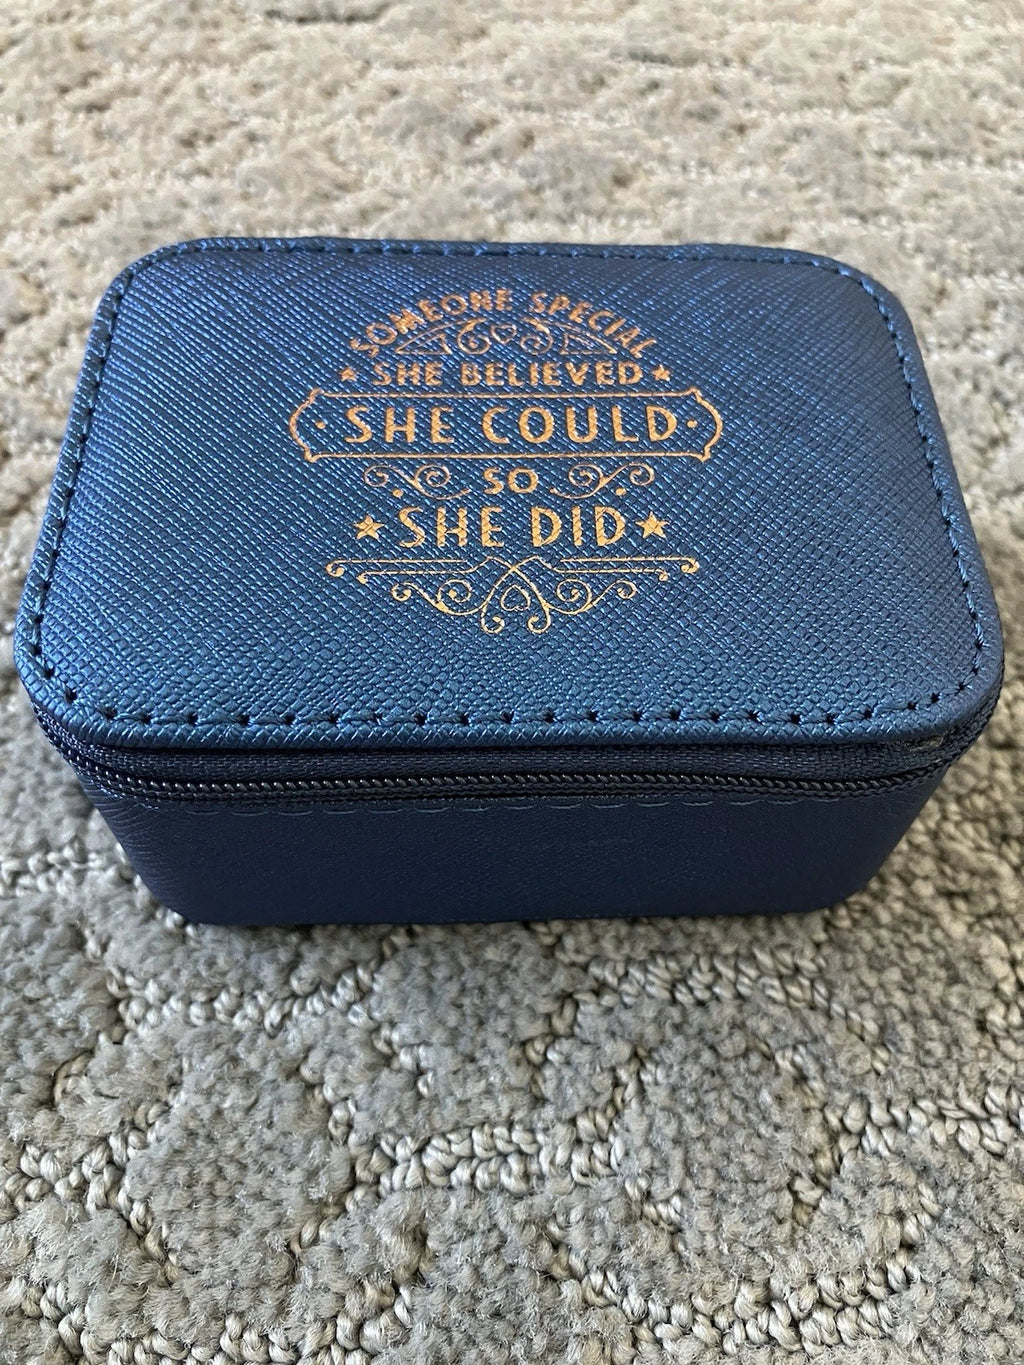 SOMEONE SPECIAL
SHE BELIEVED
SHE COULD
SO
SHE DID